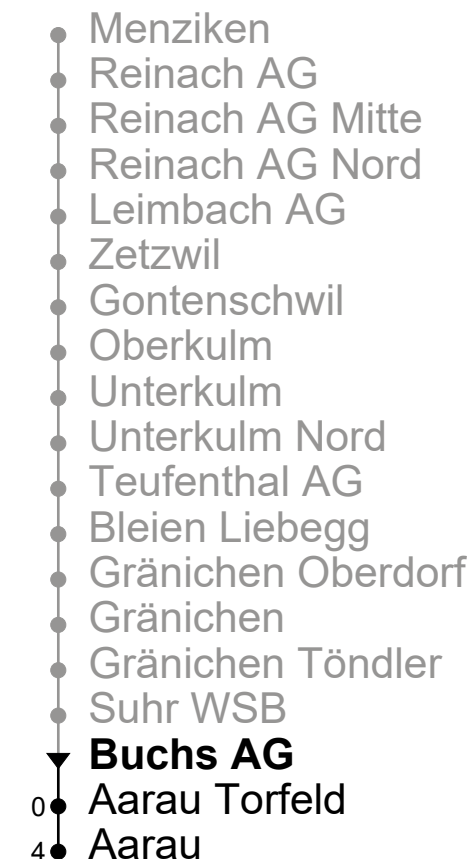 Menziken
Reinach AG
Reinach AG Mitte
Reinach AG Nord
Leimbach AG
Zetzwil
Gontenschwil
Oberkulm
Unterkulm
Unterkulm Nord
Teufenthal AG
Bleien Liebegg
Gränichen Oberdorf
Gränichen
Gränichen Töndler
Suhr WSB
Buchs AG
0 Aarau Torfeld
4 Aarau